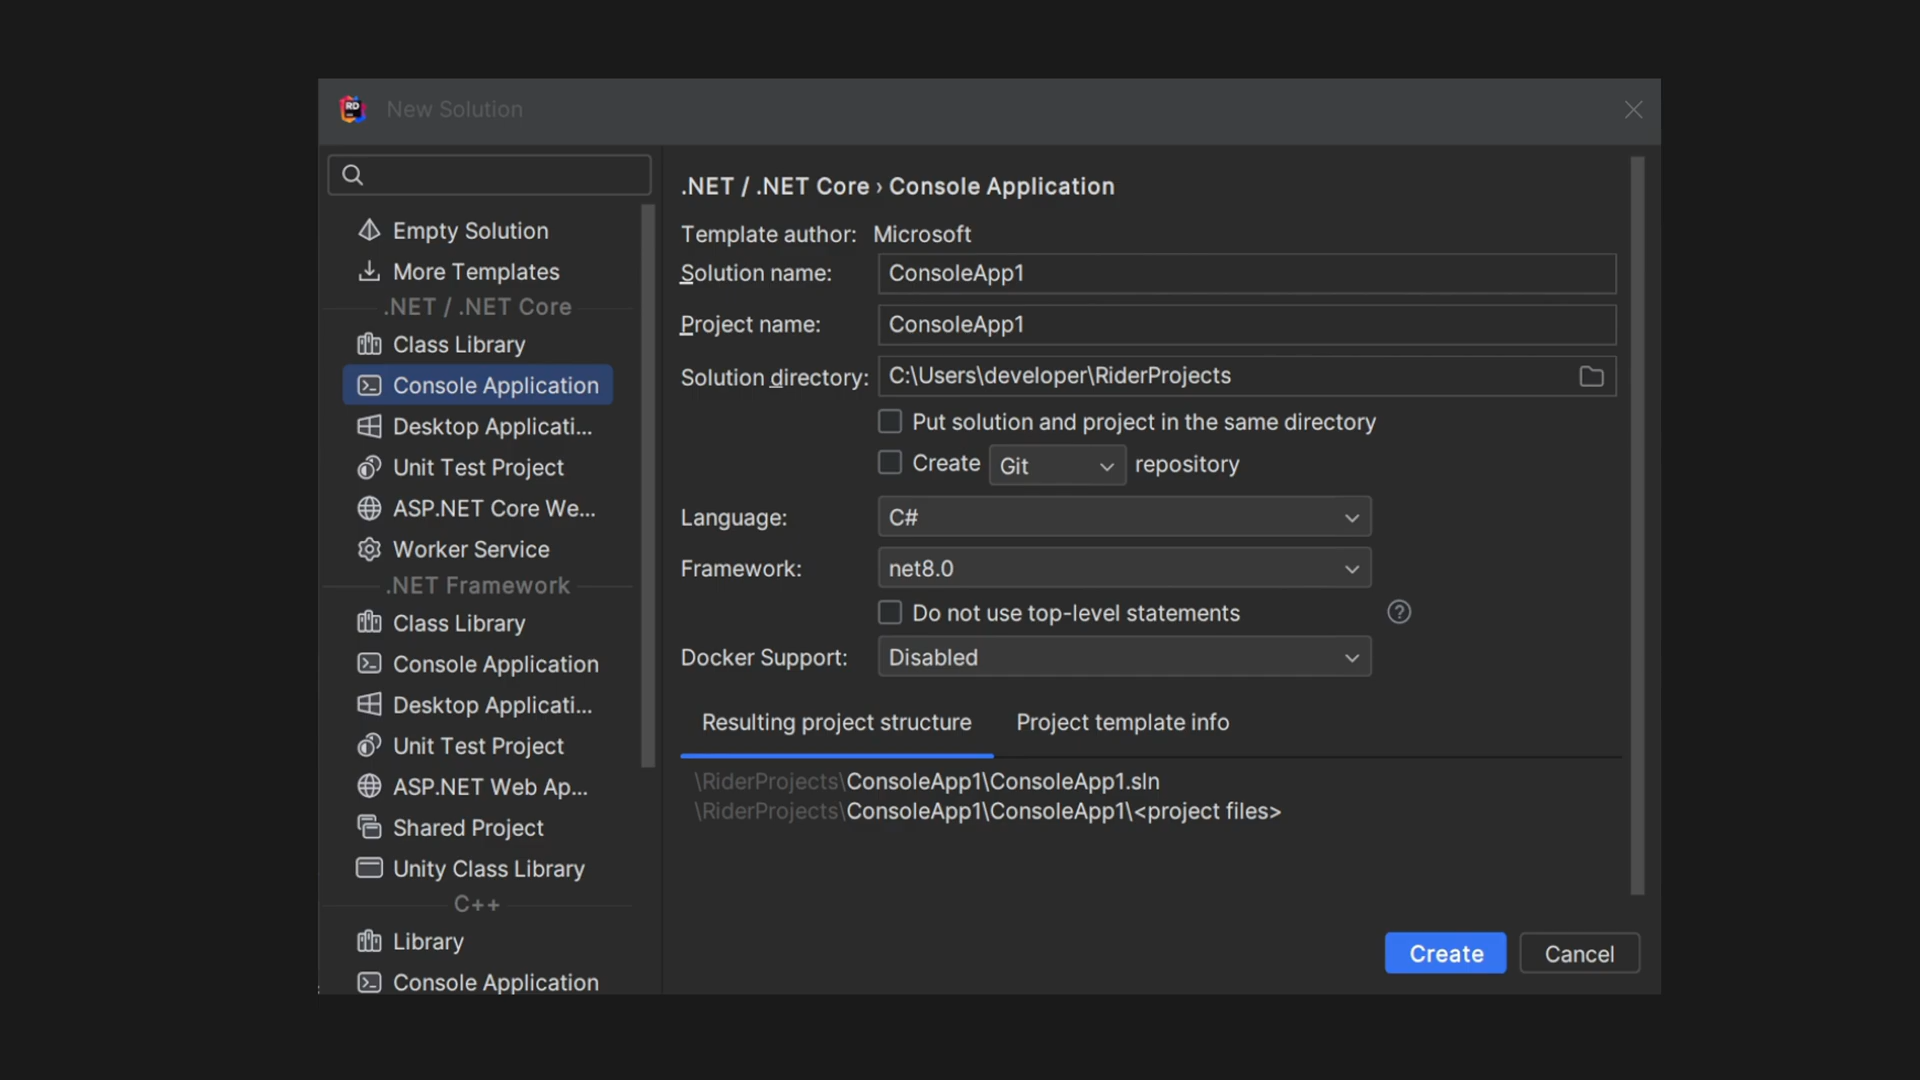 RD
New Solution
Empty Solution
More Templates
.NET / .NET Core
Class Library
Console Application
Desktop Applicati...
Unit Test Project
ASP.NET Core We...
Worker Service
.NET Framework
Class Library
Console Application
Desktop Applicati...
Unit Test Project
ASP.NET Web Ap...
Shared Project
Unity Class Library
C++
Library
Console Application
.NET / .NET Core › Console Application
Template author: Microsoft
Solution name: ConsoleApp1
Project name: ConsoleApp1
Solution directory: C:\Users\developer\RiderProjects
Put solution and project in the same directory
Create Git repository
Language: C#
Framework: net8.0
Do not use top-level statements ?
Docker Support: Disabled
Resulting project structure Project template info
\RiderProjects\ConsoleApp1\ConsoleApp1.sln
\RiderProjects\ConsoleApp1\ConsoleApp1\<project files>
Create Cancel